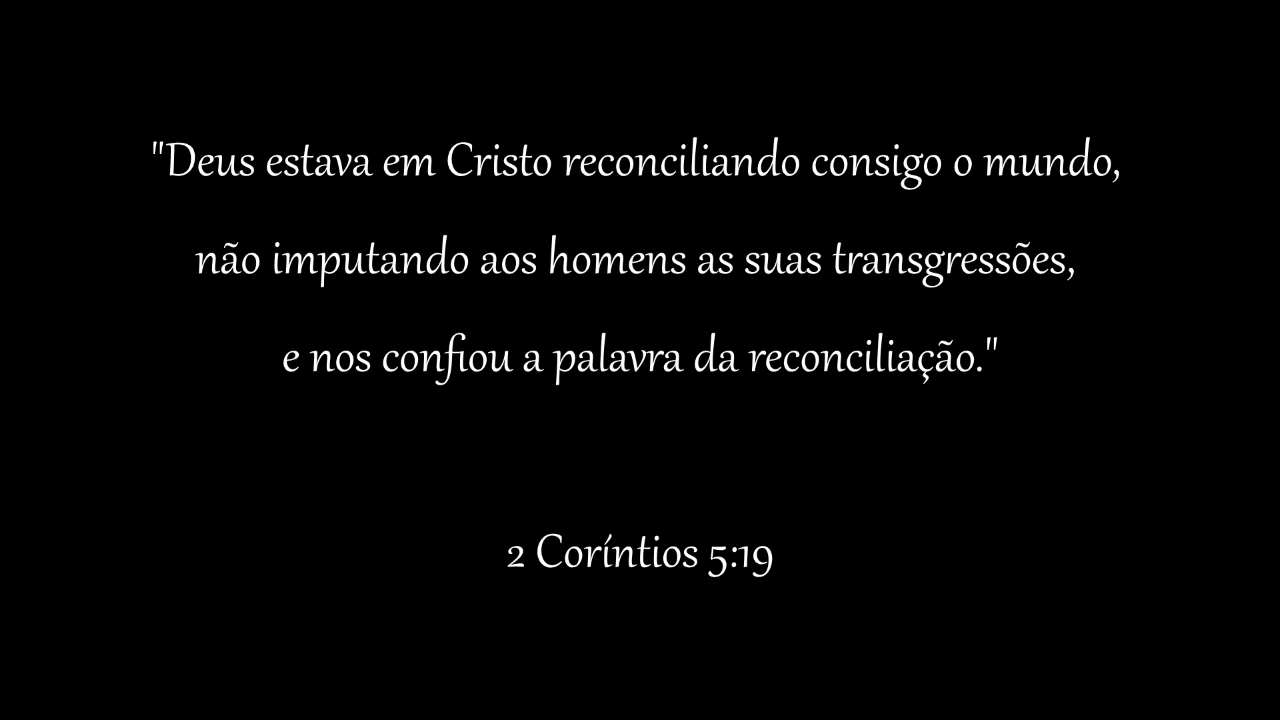 "Deus estava em Cristo reconciliando consigo o mundo,
não imputando aos homens as suas transgressões,
e nos confiou a palavra da reconciliação."
2 Coríntios 5:19